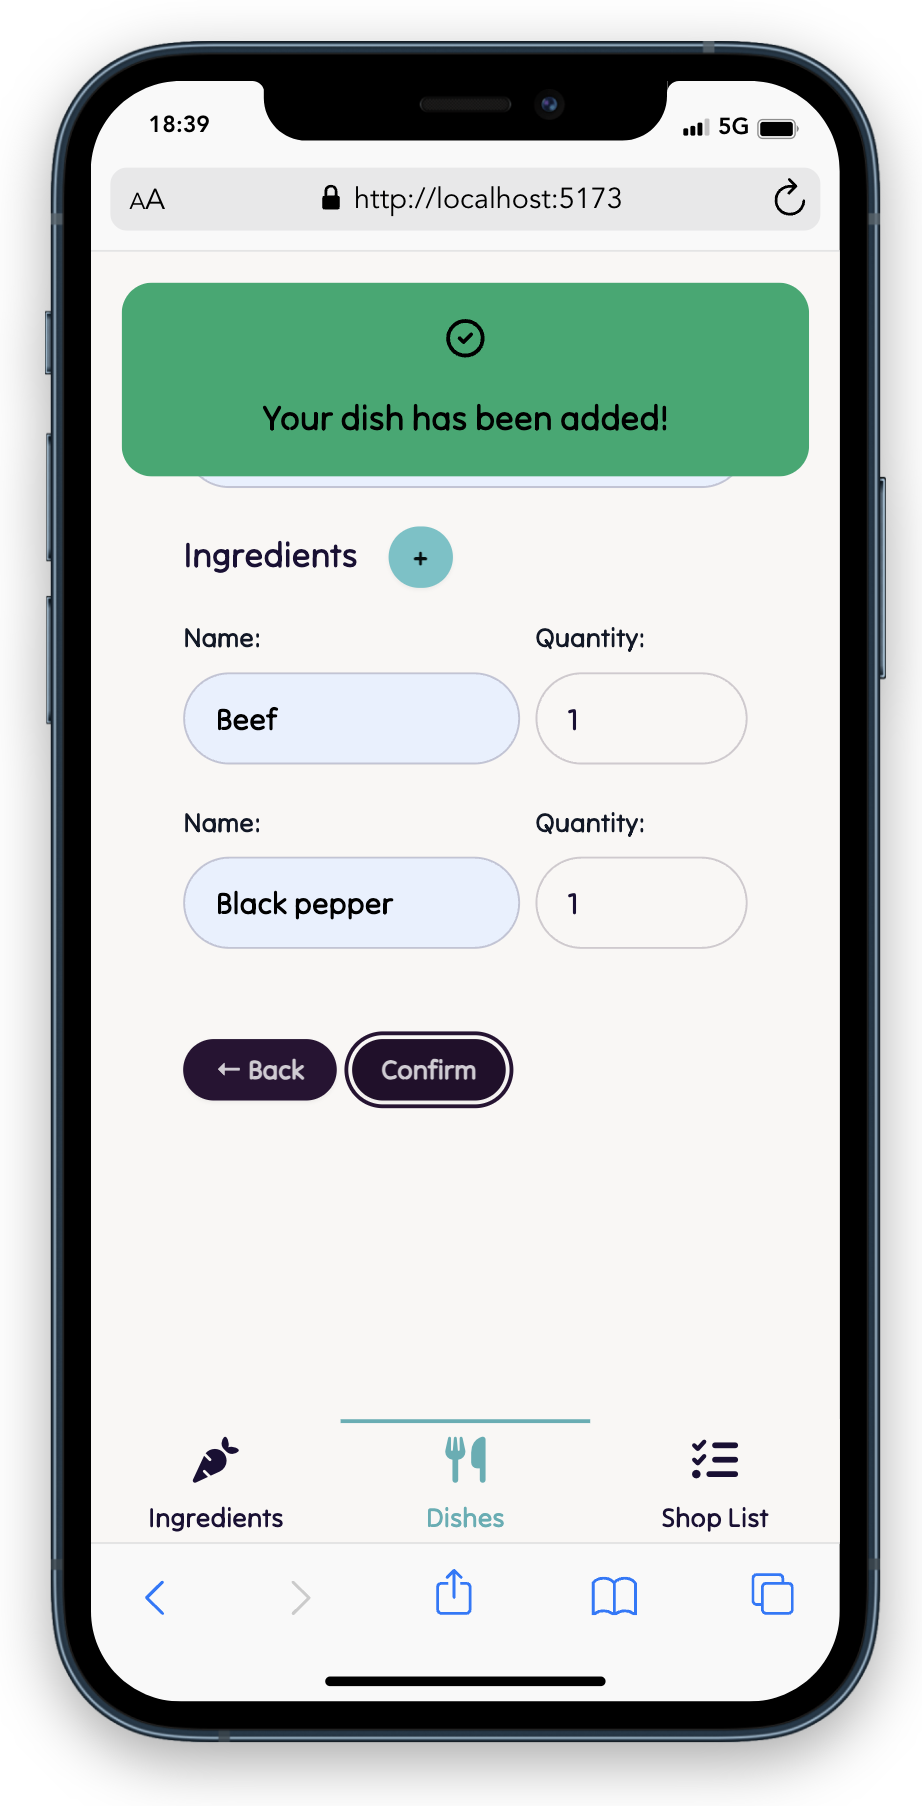 18:39
5G
AA
http://localhost:5173
Your dish has been added!
Ingredients +
Name: Quantity:
Beef 1
Name: Quantity:
Black pepper 1
← Back Confirm
Ingredients Dishes Shop List